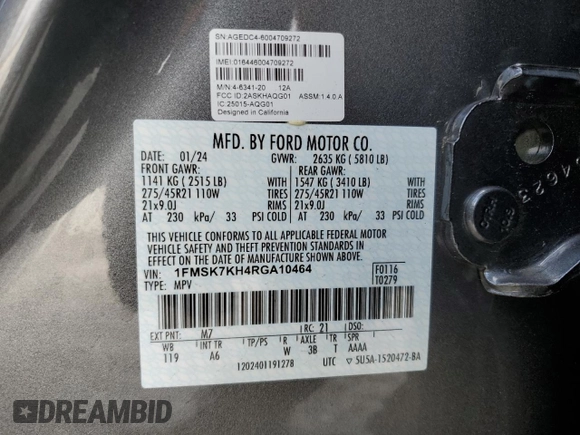 SN:AGEDC4-6004709272
IMEI:016446004709272
M/N:4-6341-20 12A
FCC ID:2ASKHAQG01 ASSM:1.4.0.A
IC:25015-AQG01
Designed in California
MFD. BY FORD MOTOR CO.
DATE: 01/24 GVWR: 2635 KG ( 5810 LB)
FRONT GAWR: REAR GAWR:
1141 KG ( 2515 LB) WITH 1547 KG ( 3410 LB) WITH
275/45R21 110W TIRES 275/45R21 110W TIRES
21x9.0J RIMS 21x9.0J RIMS
AT 230 kPa/ 33 PSI COLD AT 230 kPa/ 33 PSI COLD
THIS VEHICLE CONFORMS TO ALL APPLICABLE FEDERAL MOTOR
VEHICLE SAFETY AND THEFT PREVENTION STANDARDS IN
EFFECT ON THE DATE OF MANUFACTURE SHOWN ABOVE.
VIN: 1FMSK7KH4RGA10464 F0116
TYPE: MPV T0279
EXT PNT: M7 RC: 21
WB INT TR TP/PS R AXLE TR SPR
119 A6 W 3B T AAAA
1202401191278 UTC ▽ SU5A-1520472-BA
DREAMBID